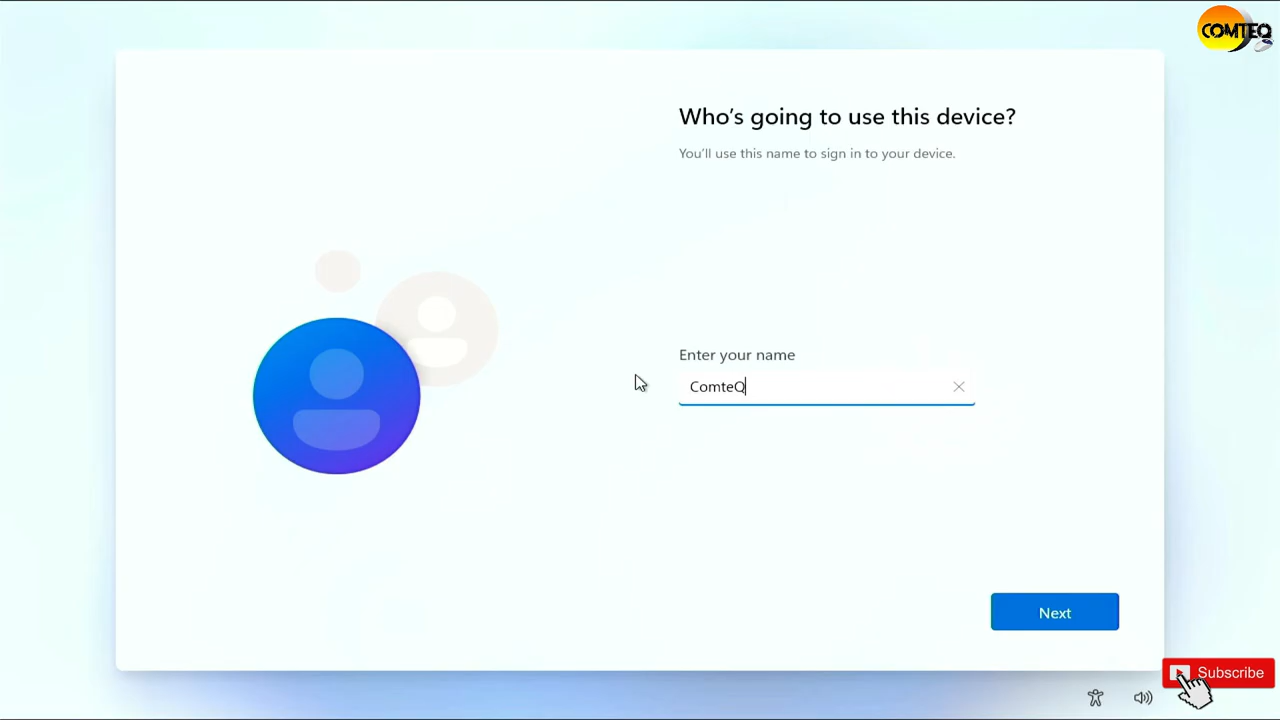 COMTEQ
Who's going to use this device?
You'll use this name to sign in to your device.
Enter your name
ComteQ
Next
Subscribe